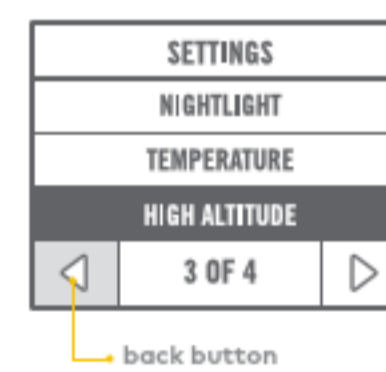 SETTINGS
NIGHTLIGHT
TEMPERATURE
HIGH ALTITUDE
3 OF 4
back button